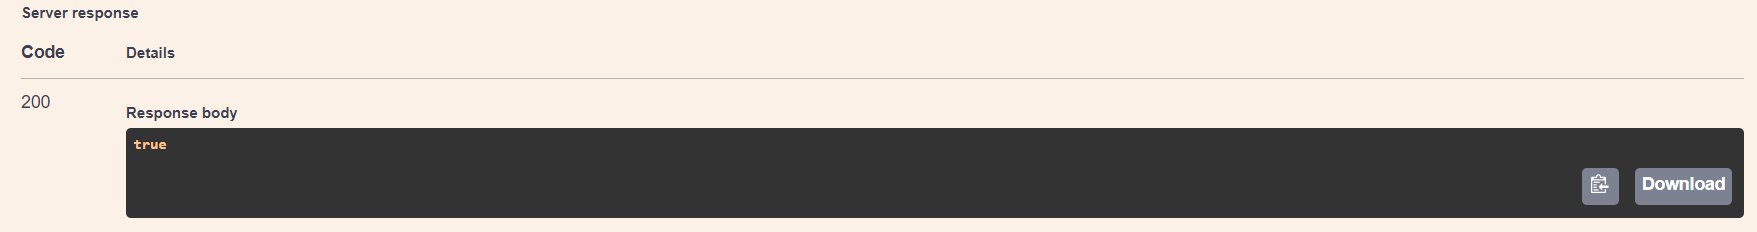 Server response
Code Details
200
Response body
true
Download